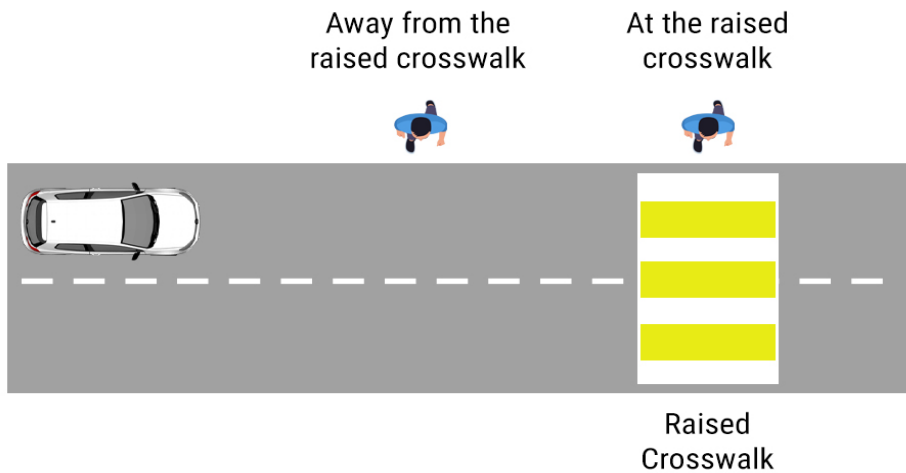 Away from the
raised crosswalk
At the raised
crosswalk
Raised
Crosswalk